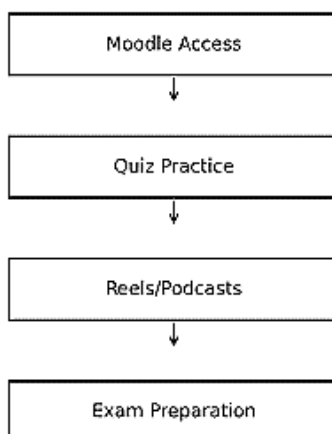 Moodle Access
Quiz Practice
Reels/Podcasts
Exam Preparation